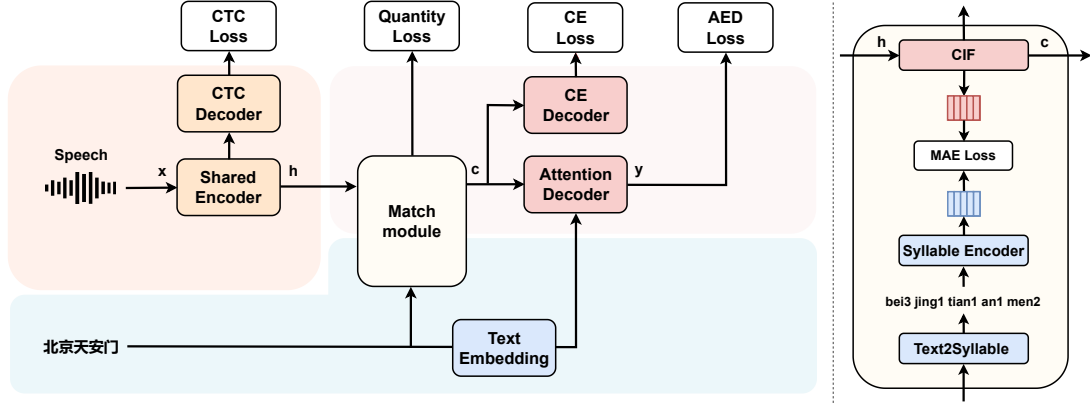 CTC
Loss
Quantity
Loss
CE
Loss
AED
Loss
CTC
Decoder
CE
Decoder
Speech
x
Shared
Encoder
h
Match
module
c
Attention
Decoder
y
北京天安门
Text
Embedding
h
CIF
c
MAE Loss
Syllable Encoder
bei3 jing1 tian1 an1 men2
Text2Syllable